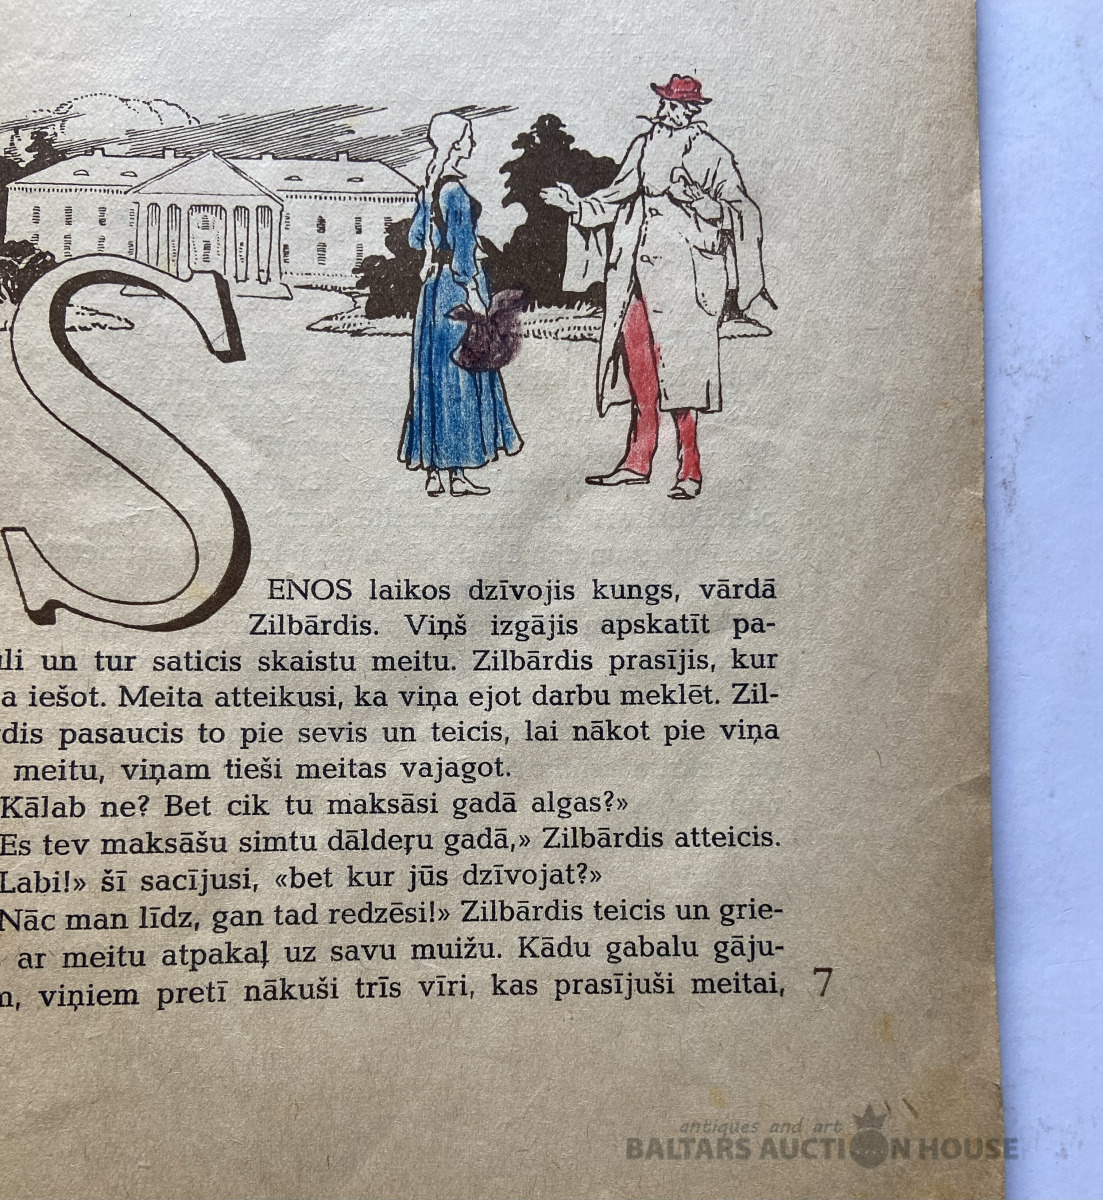 SENOS laikos dzīvojis kungs, vārdā
Zilbārdis. Viņš izgājis apskatīt pa-
un tur saticis skaistu meitu. Zilbārdis prasījis, kur
iešot. Meita atteikusi, ka viņa ejot darbu meklēt. Zil-
rdis pasaucis to pie sevis un teicis, lai nākot pie viņa
meitu, viņam tieši meitas vajagot.
Kālab ne? Bet cik tu maksāsi gadā algas?»
Es tev maksāšu simtu dāldeŗu gadā,» Zilbārdis atteicis.
Labi!» šī sacījusi, «bet kur jūs dzīvojat?»
Nāc man līdz, gan tad redzēsi!» Zilbārdis teicis un grie-
ar meitu atpakaļ uz savu muižu. Kādu gabalu gāju-
viņiem pretī nākuši trīs vīri, kas prasījuši meitai,
7
antiques and art
BALTARS AUCTION HOUSE